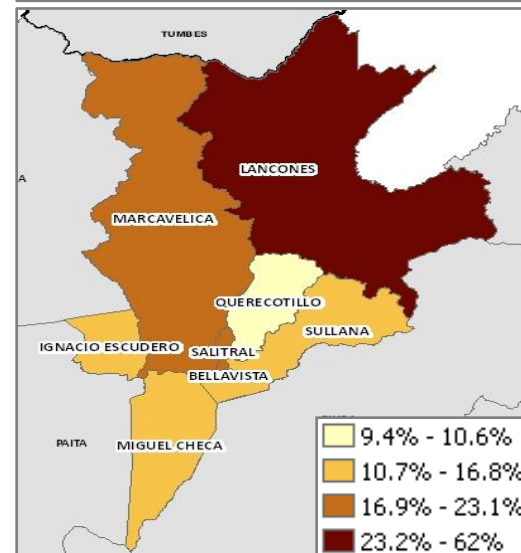 TUMBES
LANCONES
A
MARCAVELICA
QUERECOTILLO
SULLANA
IGNACIO ESCUDERO
SALITRAL
BELLAVISTA
PAITA
MIGUEL CHECA
9.4% - 10.6%
10.7% - 16.8%
16.9% - 23.1%
23.2% - 62%